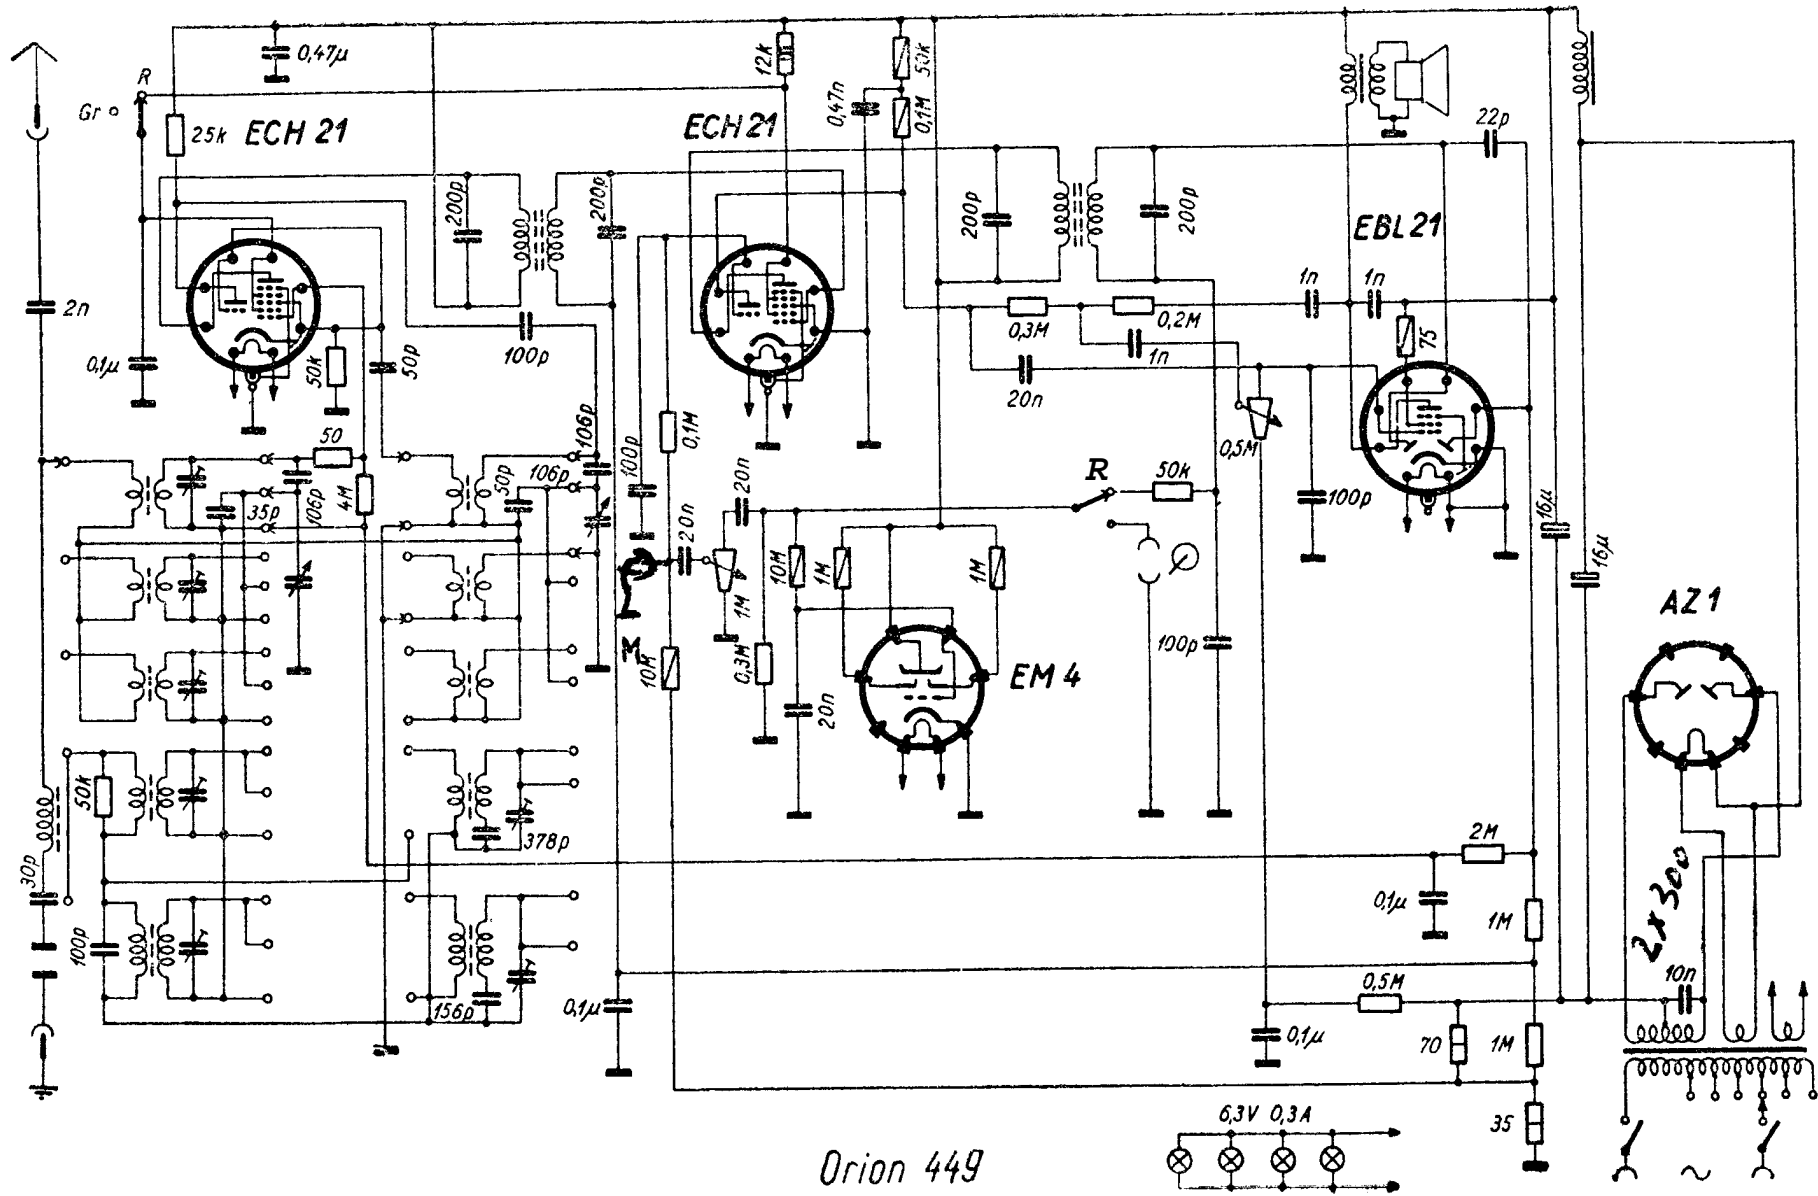 0,47µ
R
Gr
25k
ECH 21
ECH 21
12k
50k
0,47n
0,1M
22p
200p
200p
200p
200p
EBL21
2n
0,1µ
50k
50p
100p
0,3M
0,2M
1n
1n
1n
75
20n
0,5M
50
106p
35p
4M
106p
50p
106p
100p
0,1M
20n
20n
R
50k
100p
16µ
16µ
AZ 1
M
1M
10M
1M
1M
10M
0,3M
20n
EM 4
100p
50k
30p
378p
2M
0,1µ
1M
2x300
100p
156p
0,1µ
0,5M
10n
0,1µ
70
1M
6,3V 0,3A
35
Orion 449